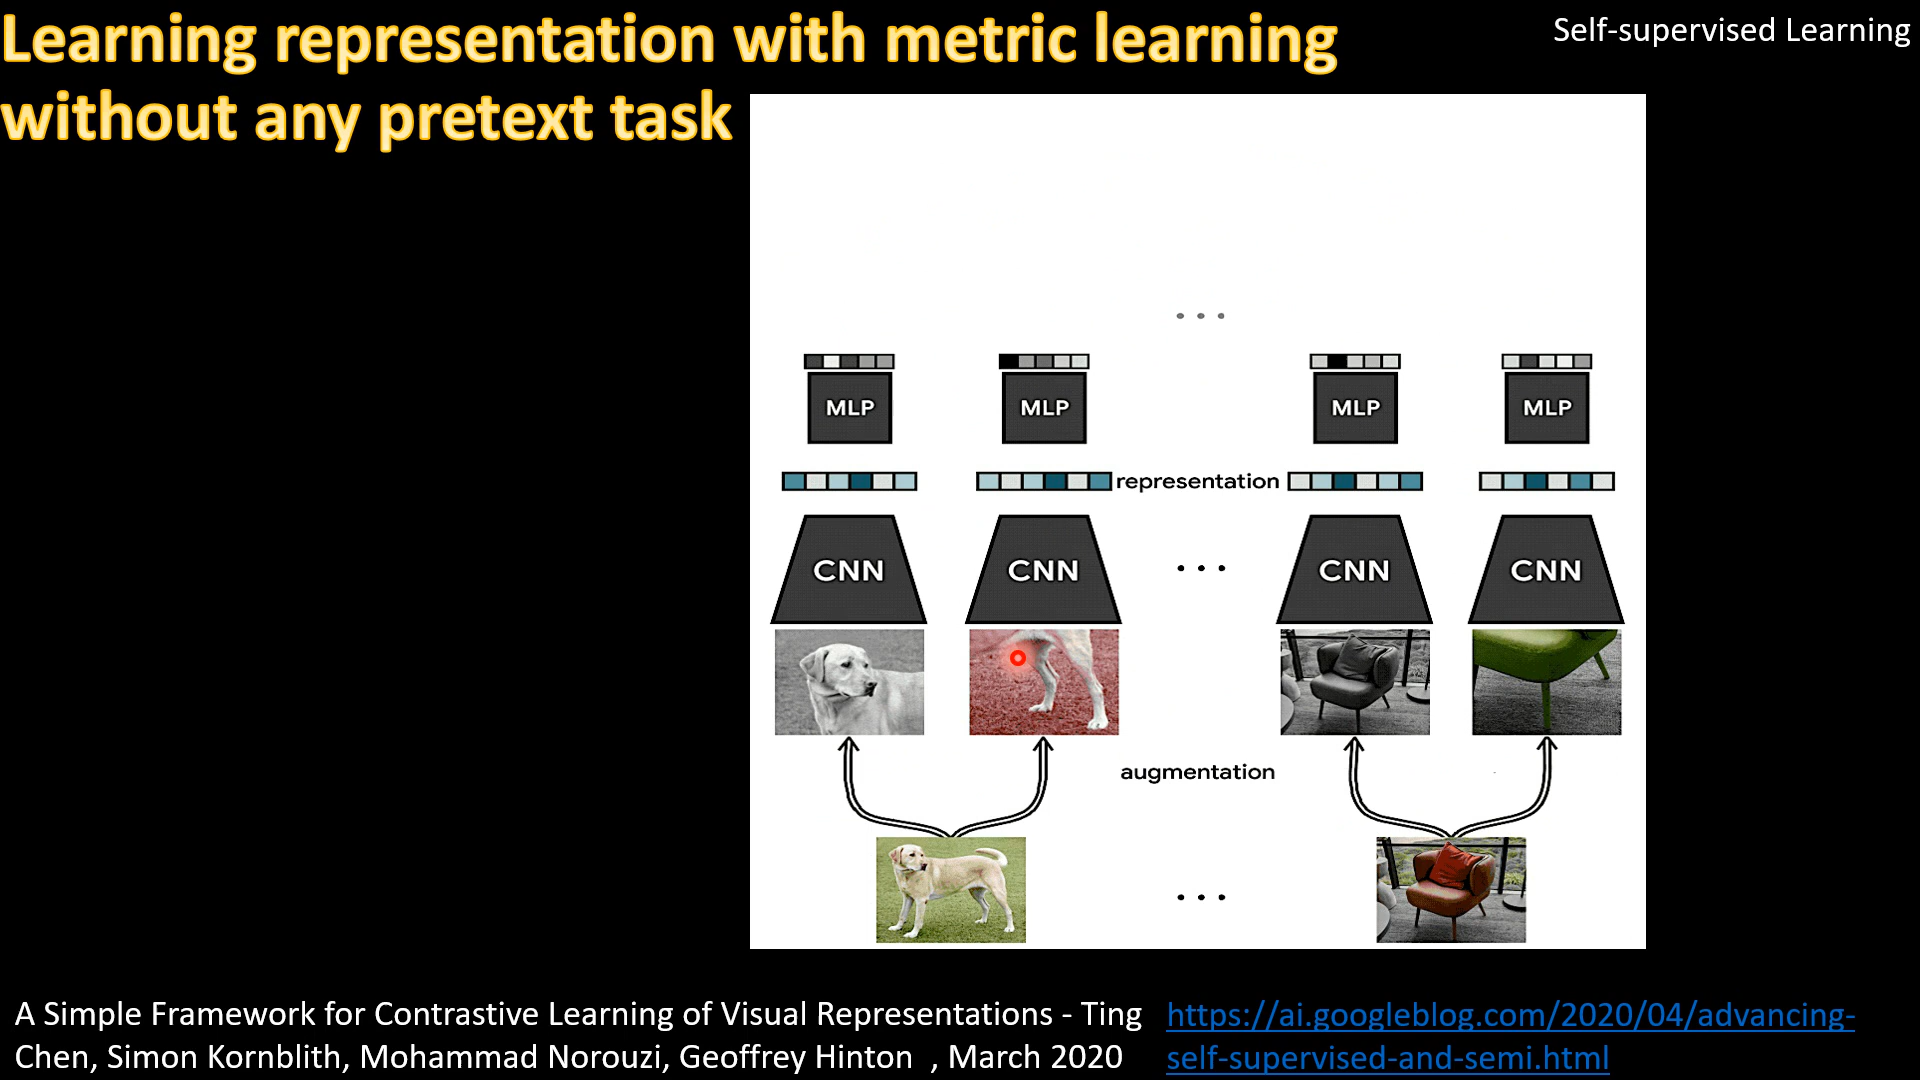 Learning representation with metric learning
without any pretext task
Self-supervised Learning
• • •
MLP MLP MLP MLP
representation
CNN CNN • • • CNN CNN
augmentation
• • •
A Simple Framework for Contrastive Learning of Visual Representations - Ting
Chen, Simon Kornblith, Mohammad Norouzi, Geoffrey Hinton , March 2020
https://ai.googleblog.com/2020/04/advancing-
self-supervised-and-semi.html